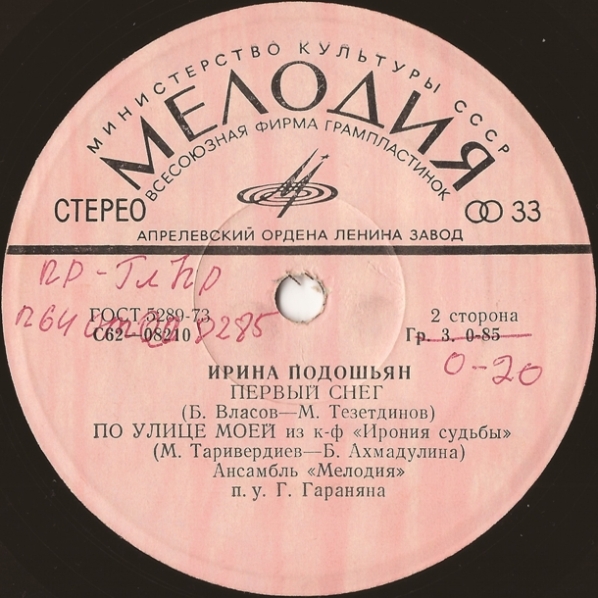 МИНИСТЕРСТВО КУЛЬТУРЫ СССР
МЕЛОДИЯ
ВСЕСОЮЗНАЯ ФИРМА ГРАМПЛАСТИНОК
СТЕРЕО
33
АПРЕЛЕВСКИЙ ОРДЕНА ЛЕНИНА ЗАВОД
ГОСТ 5289-73
С62—08210
8285
2 сторона
Гр. 3. 0-85
0-20
ИРИНА ПОДОШЬЯН
ПЕРВЫЙ СНЕГ
(Б. Власов—М. Тезетдинов)
ПО УЛИЦЕ МОЕЙ из к-ф «Ирония судьбы»
(М. Таривердиев—Б. Ахмадулина)
Ансамбль «Мелодия»
п. у. Г. Гараняна